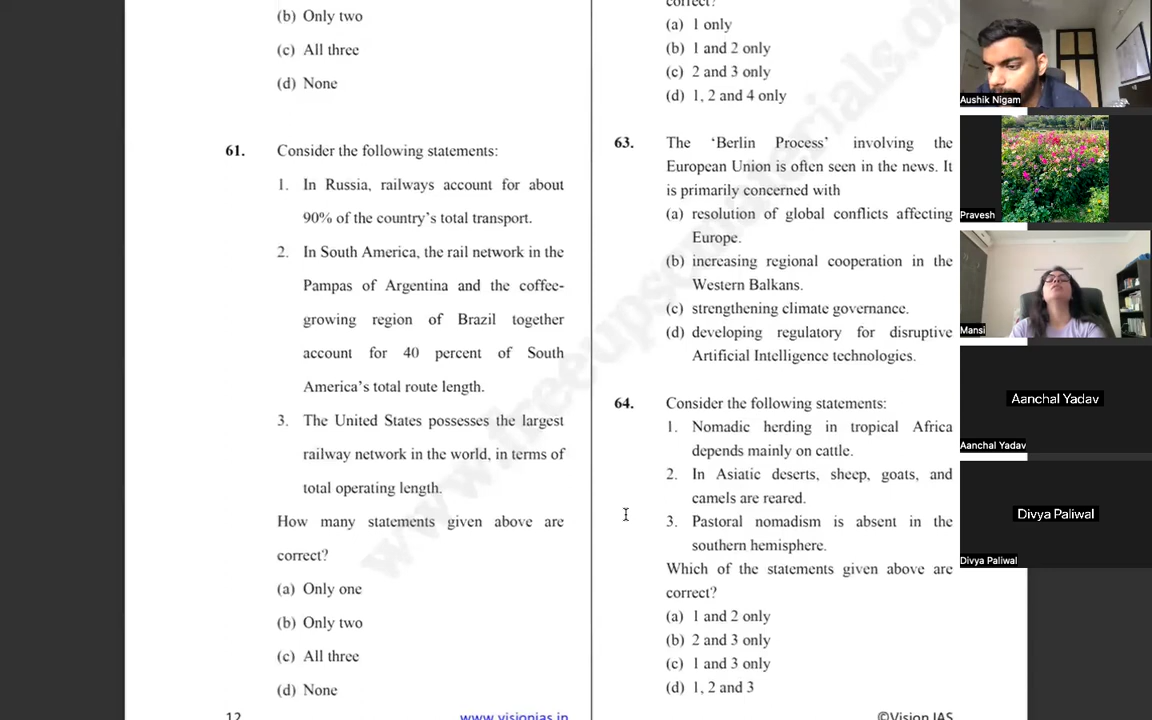 (b) Only two
(c) All three
(d) None
61. Consider the following statements:
1. In Russia, railways account for about
90% of the country's total transport.
2. In South America, the rail network in the
Pampas of Argentina and the coffee-
growing region of Brazil together
account for 40 percent of South
America's total route length.
3. The United States possesses the largest
railway network in the world, in terms of
total operating length.
How many statements given above are
correct?
(a) Only one
(b) Only two
(c) All three
(d) None
12
www.visionias.in
correct?
(a) 1 only
(b) 1 and 2 only
(c) 2 and 3 only
(d) 1, 2 and 4 only
63. The 'Berlin Process' involving the
European Union is often seen in the news. It
is primarily concerned with
(a) resolution of global conflicts affecting
Europe.
(b) increasing regional cooperation in the
Western Balkans.
(c) strengthening climate governance.
(d) developing regulatory for disruptive
Artificial Intelligence technologies.
64. Consider the following statements:
1. Nomadic herding in tropical Africa
depends mainly on cattle.
2. In Asiatic deserts, sheep, goats, and
camels are reared.
3. Pastoral nomadism is absent in the
southern hemisphere.
Which of the statements given above are
correct?
(a) 1 and 2 only
(b) 2 and 3 only
(c) 1 and 3 only
(d) 1, 2 and 3
©Vision IAS
www.freeupscmaterials.or
Aushik Nigam
Pravesh
Mansi
Aanchal Yadav
Aanchal Yadav
Divya Paliwal
Divya Paliwal